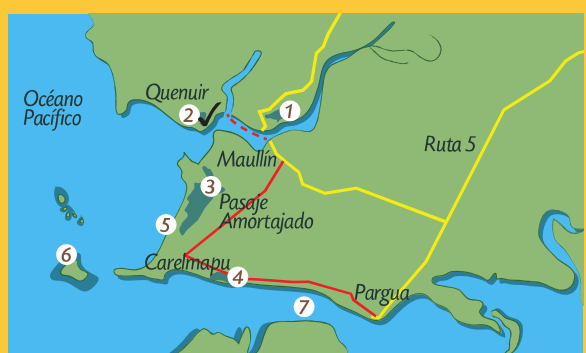 Quenuir
Océano
Pacífico
2
1
Ruta 5
Maullín
3
Pasaje
Amortajado
5
6
Carelmapu
4
Pargua
7